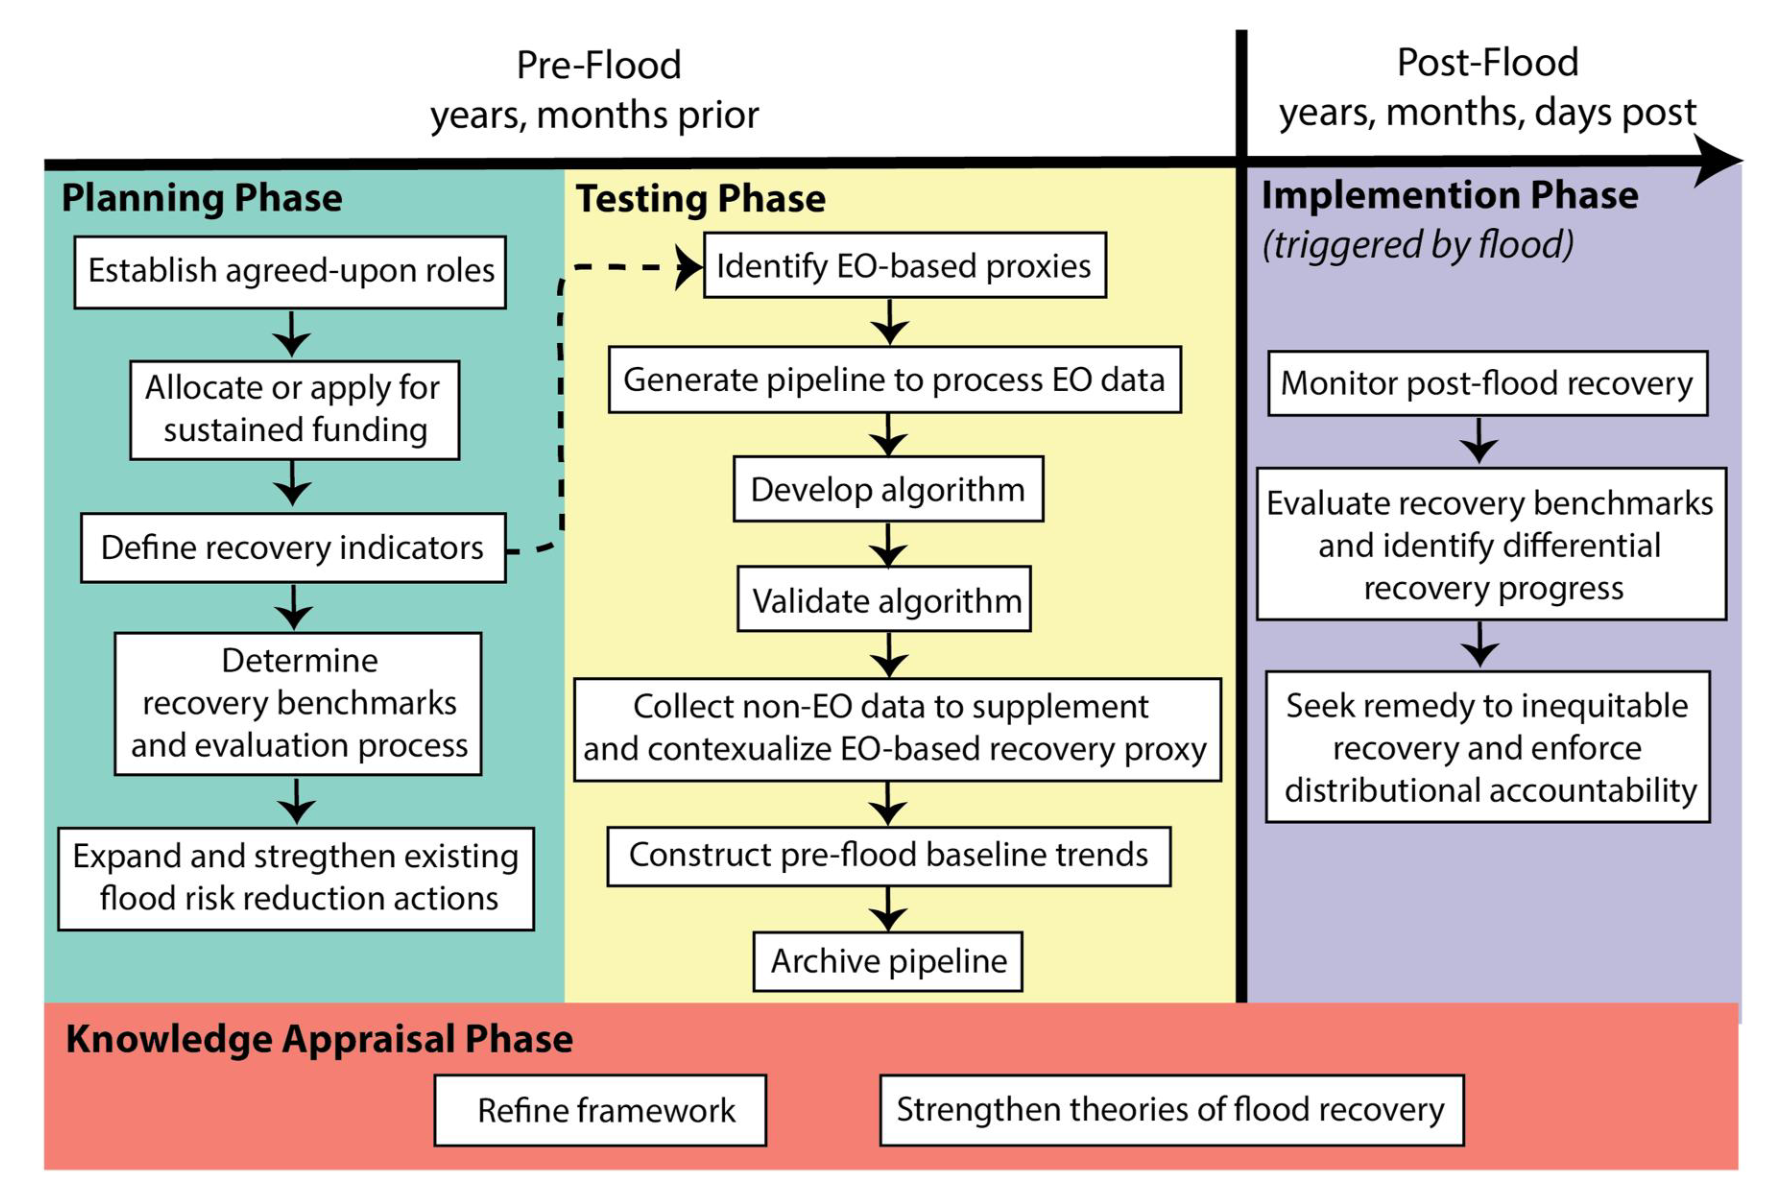 Pre-Flood
years, months prior
Post-Flood
years, months, days post
Planning Phase
Establish agreed-upon roles
Allocate or apply for
sustained funding
Define recovery indicators
Determine
recovery benchmarks
and evaluation process
Expand and stregthen existing
flood risk reduction actions
Testing Phase
Identify EO-based proxies
Generate pipeline to process EO data
Develop algorithm
Validate algorithm
Collect non-EO data to supplement
and contexualize EO-based recovery proxy
Construct pre-flood baseline trends
Archive pipeline
Implemention Phase
(triggered by flood)
Monitor post-flood recovery
Evaluate recovery benchmarks
and identify differential
recovery progress
Seek remedy to inequitable
recovery and enforce
distributional accountability
Knowledge Appraisal Phase
Refine framework
Strengthen theories of flood recovery